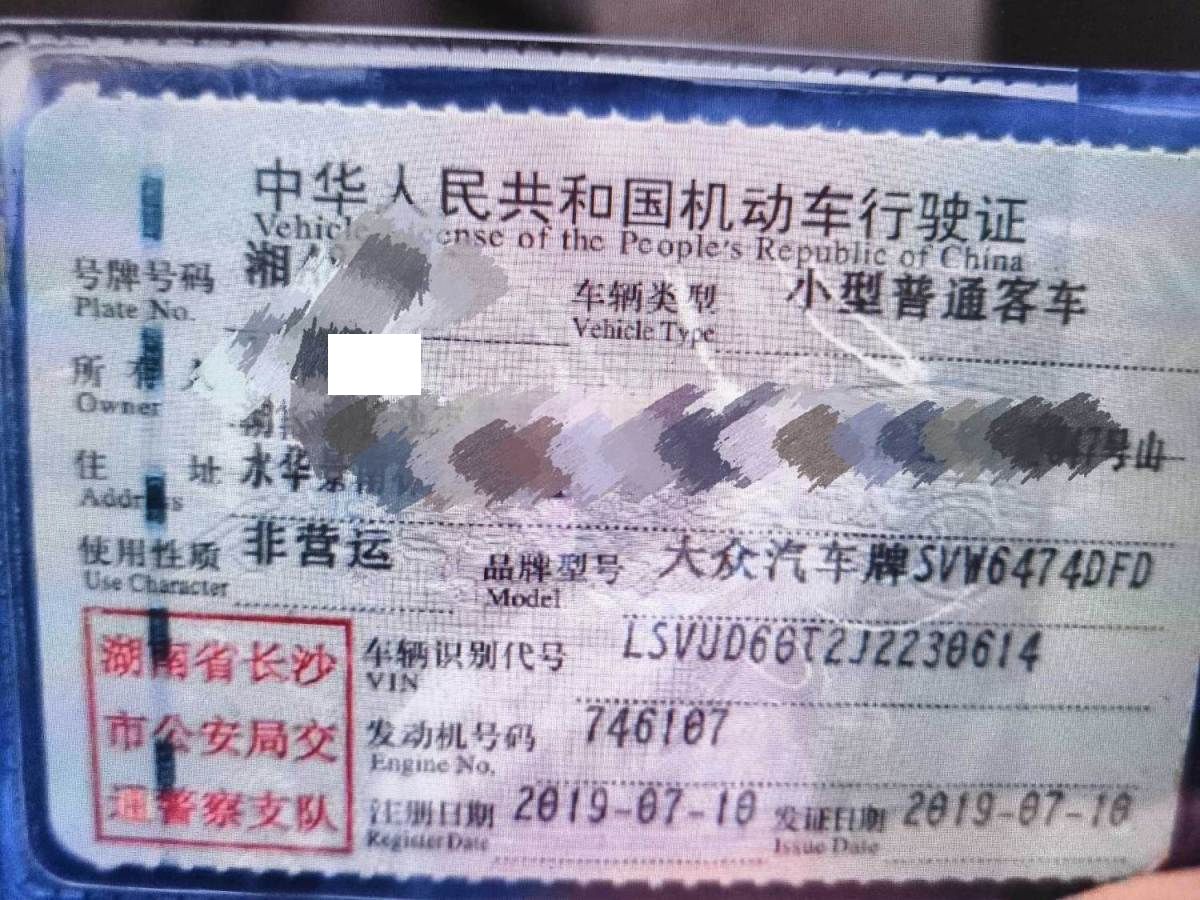 中华人民共和国机动车行驶证
Vehicle License of the People's Republic of China
号牌号码 湘 车辆类型 小型普通客车
Plate No. Vehicle Type
所有人
Owner
号山
住址 水华
Address
使用性质 非营运 品牌型号 大众汽车牌SVW6474DFD
Use Character Model
湖南省长沙 车辆识别代号 LSVUD60T2J2230614
VIN
市公安局交 发动机号码 746107
Engine No.
通警察支队 注册日期 2019-07-10 发证日期 2019-07-10
Register Date Issue Date